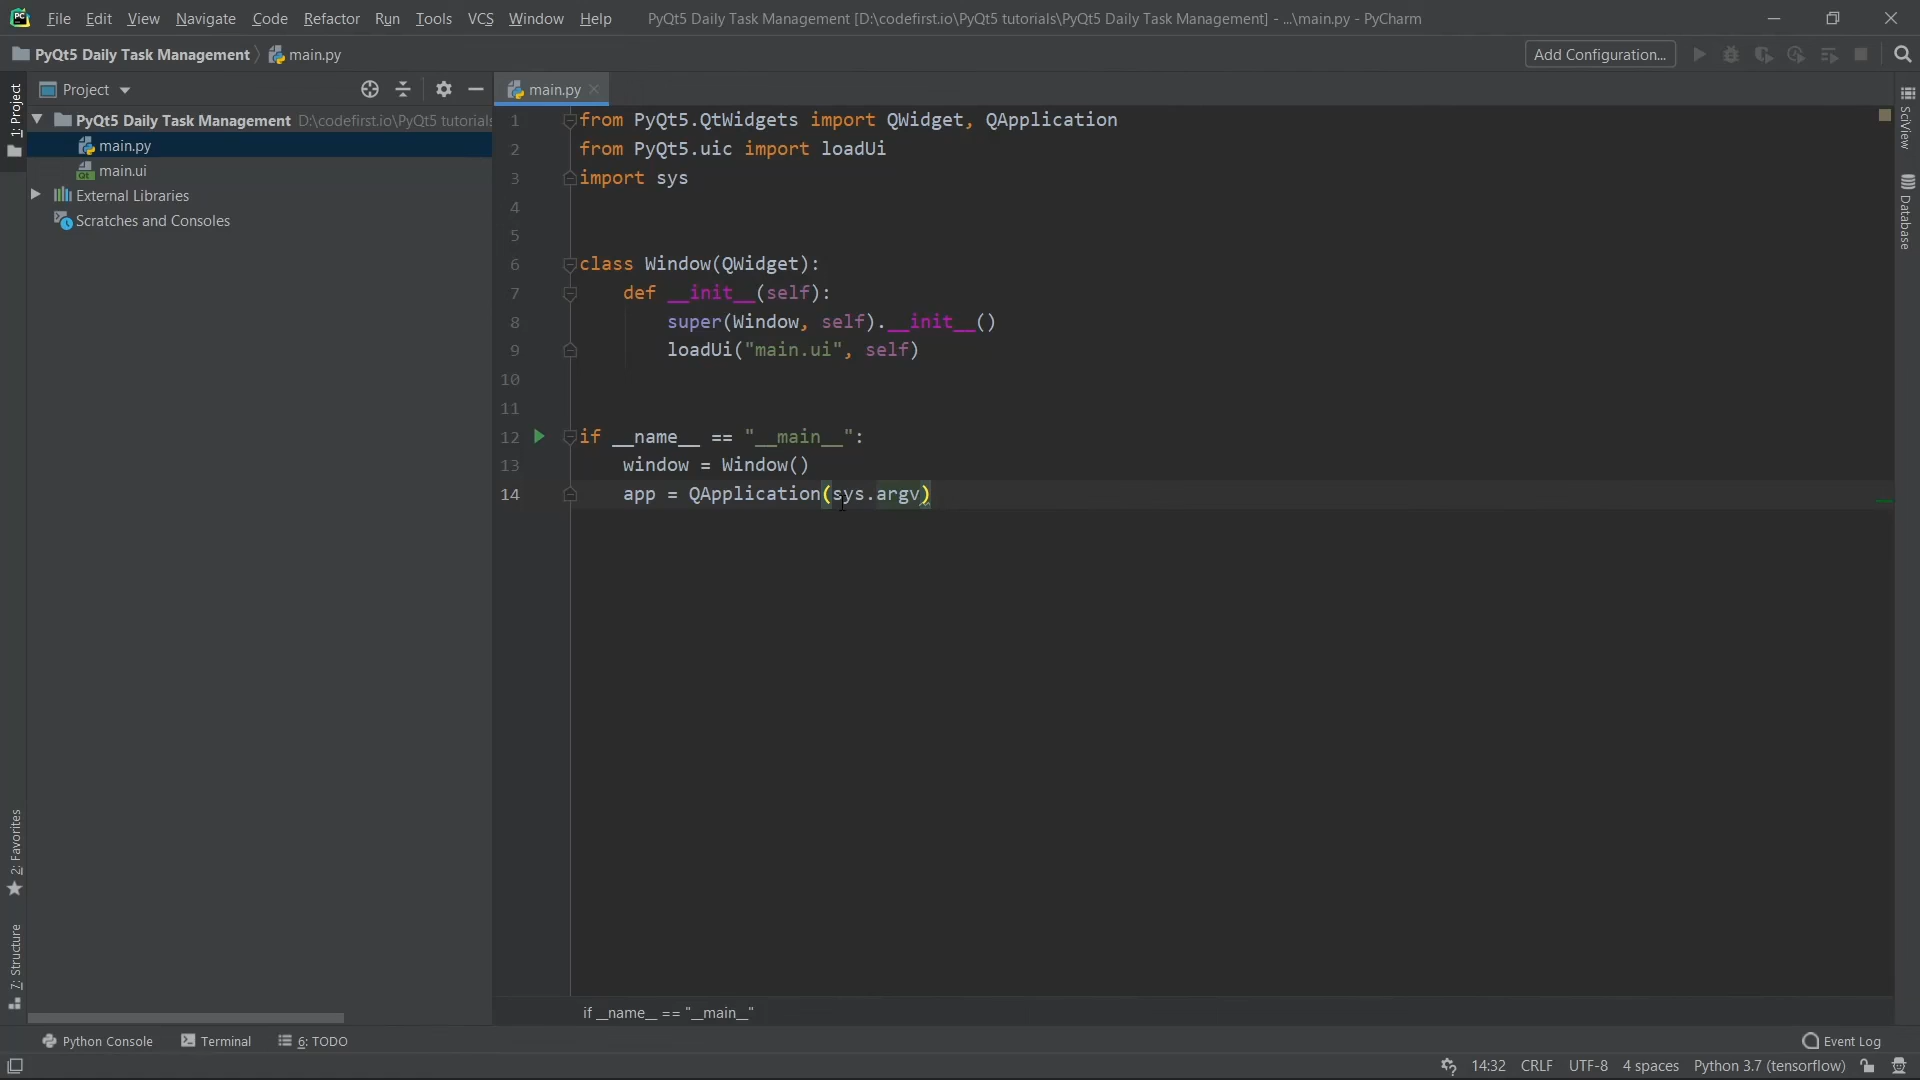 File Edit View Navigate Code Refactor Run Tools VCS Window Help PyQt5 Daily Task Management [D:\codefirst.io\PyQt5 tutorials\PyQt5 Daily Task Management] - ...\main.py - PyCharm
PyQt5 Daily Task Management main.py Add Configuration...
Project main.py
PyQt5 Daily Task Management D:\codefirst.io\PyQt5 tutorials
main.py
main.ui
External Libraries
Scratches and Consoles
1: Project
2: Favorites
7: Structure
1 from PyQt5.QtWidgets import QWidget, QApplication
2 from PyQt5.uic import loadUi
3 import sys
4
5
6 class Window(QWidget):
7 def __init__(self):
8 super(Window, self).__init__()
9 loadUi("main.ui", self)
10
11
12 if __name__ == "__main__":
13 window = Window()
14 app = QApplication(sys.argv)
if __name__ == "__main__"
SciView
Database
Python Console Terminal 6: TODO Event Log
14:32 CRLF UTF-8 4 spaces Python 3.7 (tensorflow)